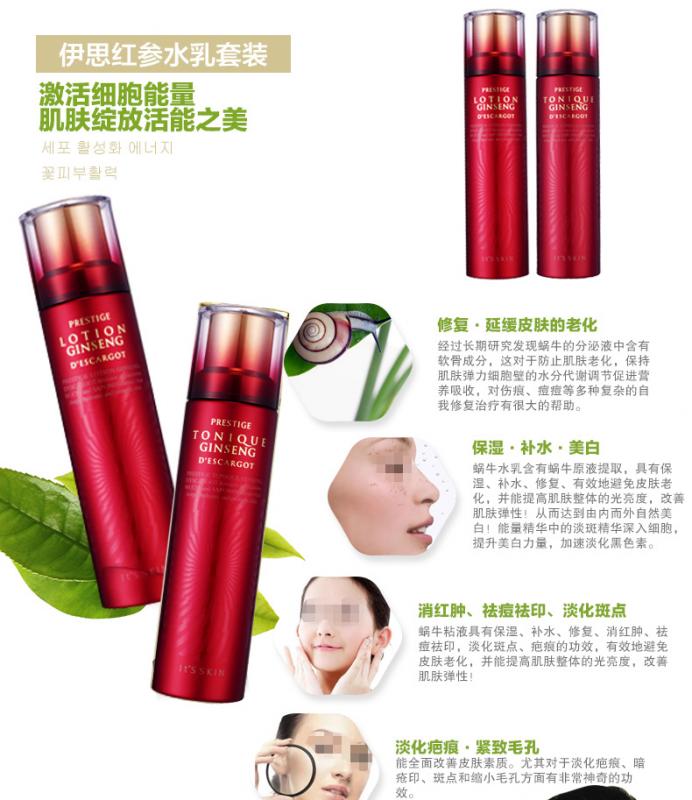 伊思红参水乳套装
激活细胞能量
肌肤绽放活能之美
세포 활성화 에너지
꽃피부활력
PRESTIGE
LOTION
GINSENG
D'ESCARGOT
IT'S SKIN
PRESTIGE
TONIQUE
GINSENG
D'ESCARGOT
IT'S SKIN
PRESTIGE
LOTION
GINSENG
D'ESCARGOT
It'S SKIN
PRESTIGE
TONIQUE
GINSENG
D'ESCARGOT
It'S SKIN
修复·延缓皮肤的老化
经过长期研究发现蜗牛的分泌液中含有
软骨成分，这对于防止肌肤老化，保持
肌肤弹力细胞壁的水分代谢调节促进营
养吸收，对伤痕、痘痘等多种复杂的自
我修复治疗有很大的帮助。
保湿·补水·美白
蜗牛水乳含有蜗牛原液提取，具有保
湿、补水、修复、有效地避免皮肤老
化，并能提高肌肤整体的光亮度，改善
肌肤弹性！从而达到由内而外自然美
白！能量精华中的淡斑精华深入细胞，
提升美白力量，加速淡化黑色素。
消红肿、祛痘祛印、淡化斑点
蜗牛粘液具有保湿、补水、修复、消红肿、祛
痘祛印，淡化斑点、疤痕的功效，有效地避免
皮肤老化，并能提高肌肤整体的光亮度，改善
肌肤弹性！
淡化疤痕·紧致毛孔
能全面改善皮肤素质。尤其对于淡化疤痕、暗
疮印、斑点和缩小毛孔方面有非常神奇的功
效。